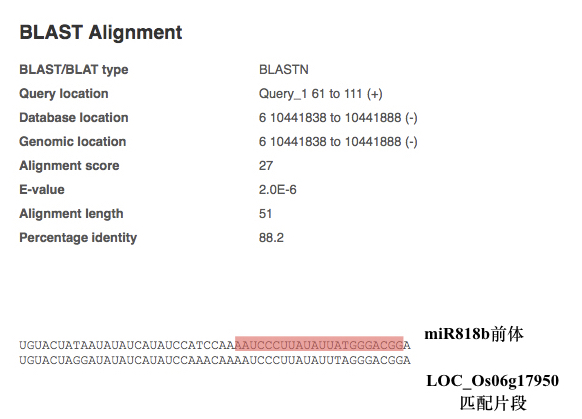 BLAST Alignment
BLAST/BLAT type BLASTN
Query location Query_1 61 to 111 (+)
Database location 6 10441838 to 10441888 (-)
Genomic location 6 10441838 to 10441888 (-)
Alignment score 27
E-value 2.0E-6
Alignment length 51
Percentage identity 88.2
UGUACUAUAAUAUAUCAUAUCCAUCCAAAAUCCCUUAUAUUAUGGGACGGA miR818b前体
UGUACUAGGAUAUAUCAUAUCCAAACAAAAUCCCUUAUAUUUAGGGACGGA
LOC_Os06g17950
匹配片段